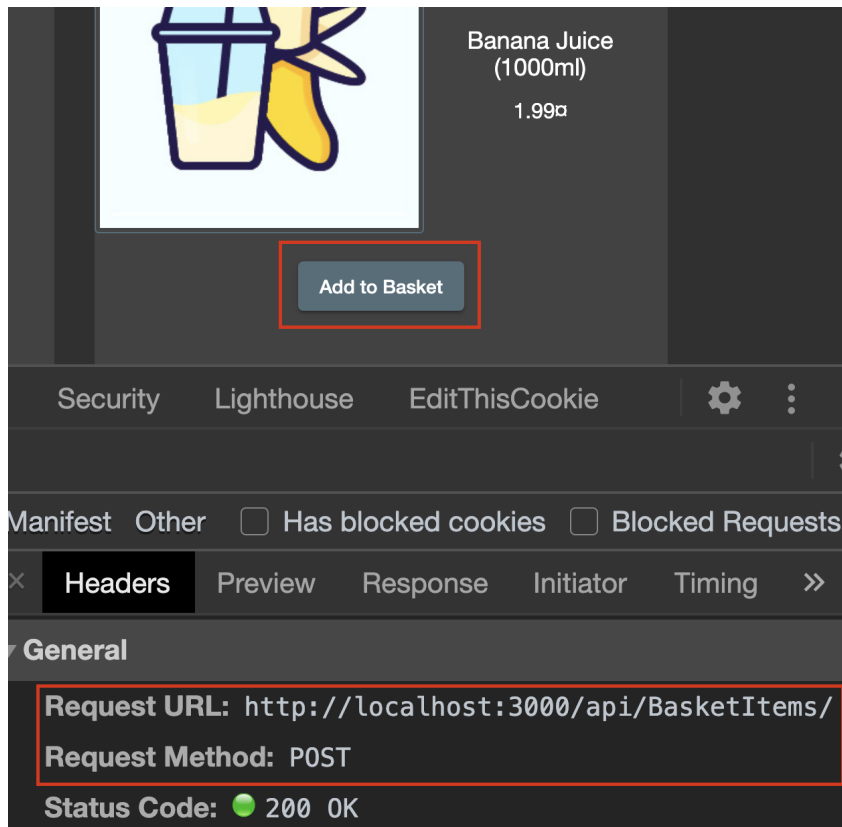 Banana Juice
(1000ml)
1.99¤
Add to Basket
Security Lighthouse EditThisCookie
Manifest Other Has blocked cookies Blocked Requests
Headers Preview Response Initiator Timing
General
Request URL: http://localhost:3000/api/BasketItems/
Request Method: POST
Status Code: 200 OK